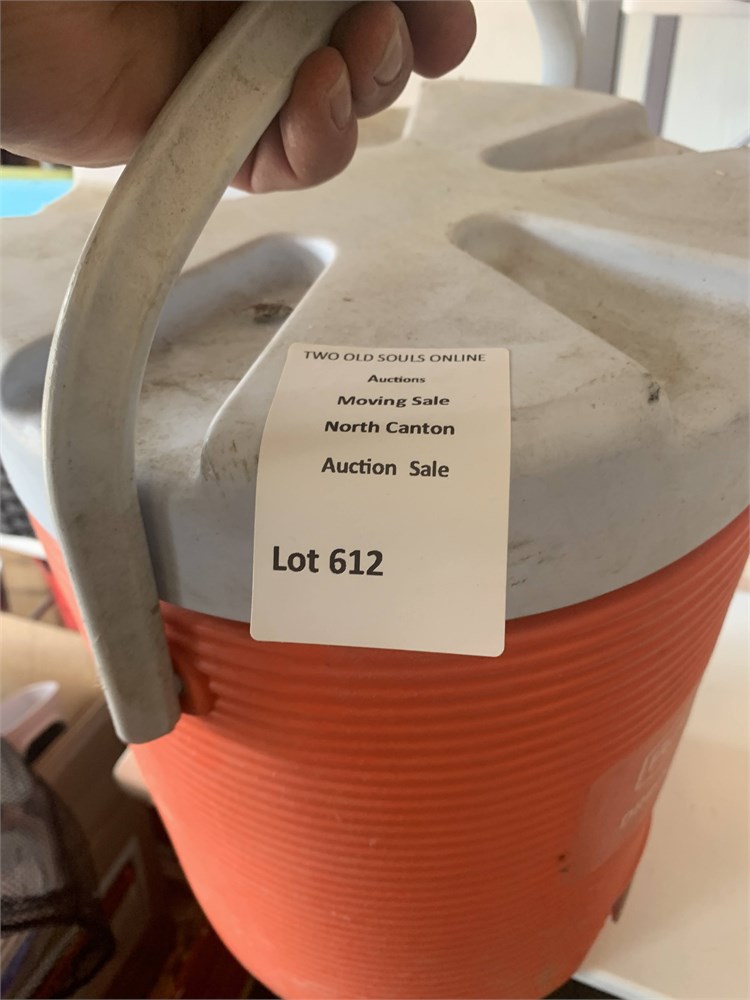 TWO OLD SOULS ONLINE
Auctions
Moving Sale
North Canton
Auction Sale
Lot 612